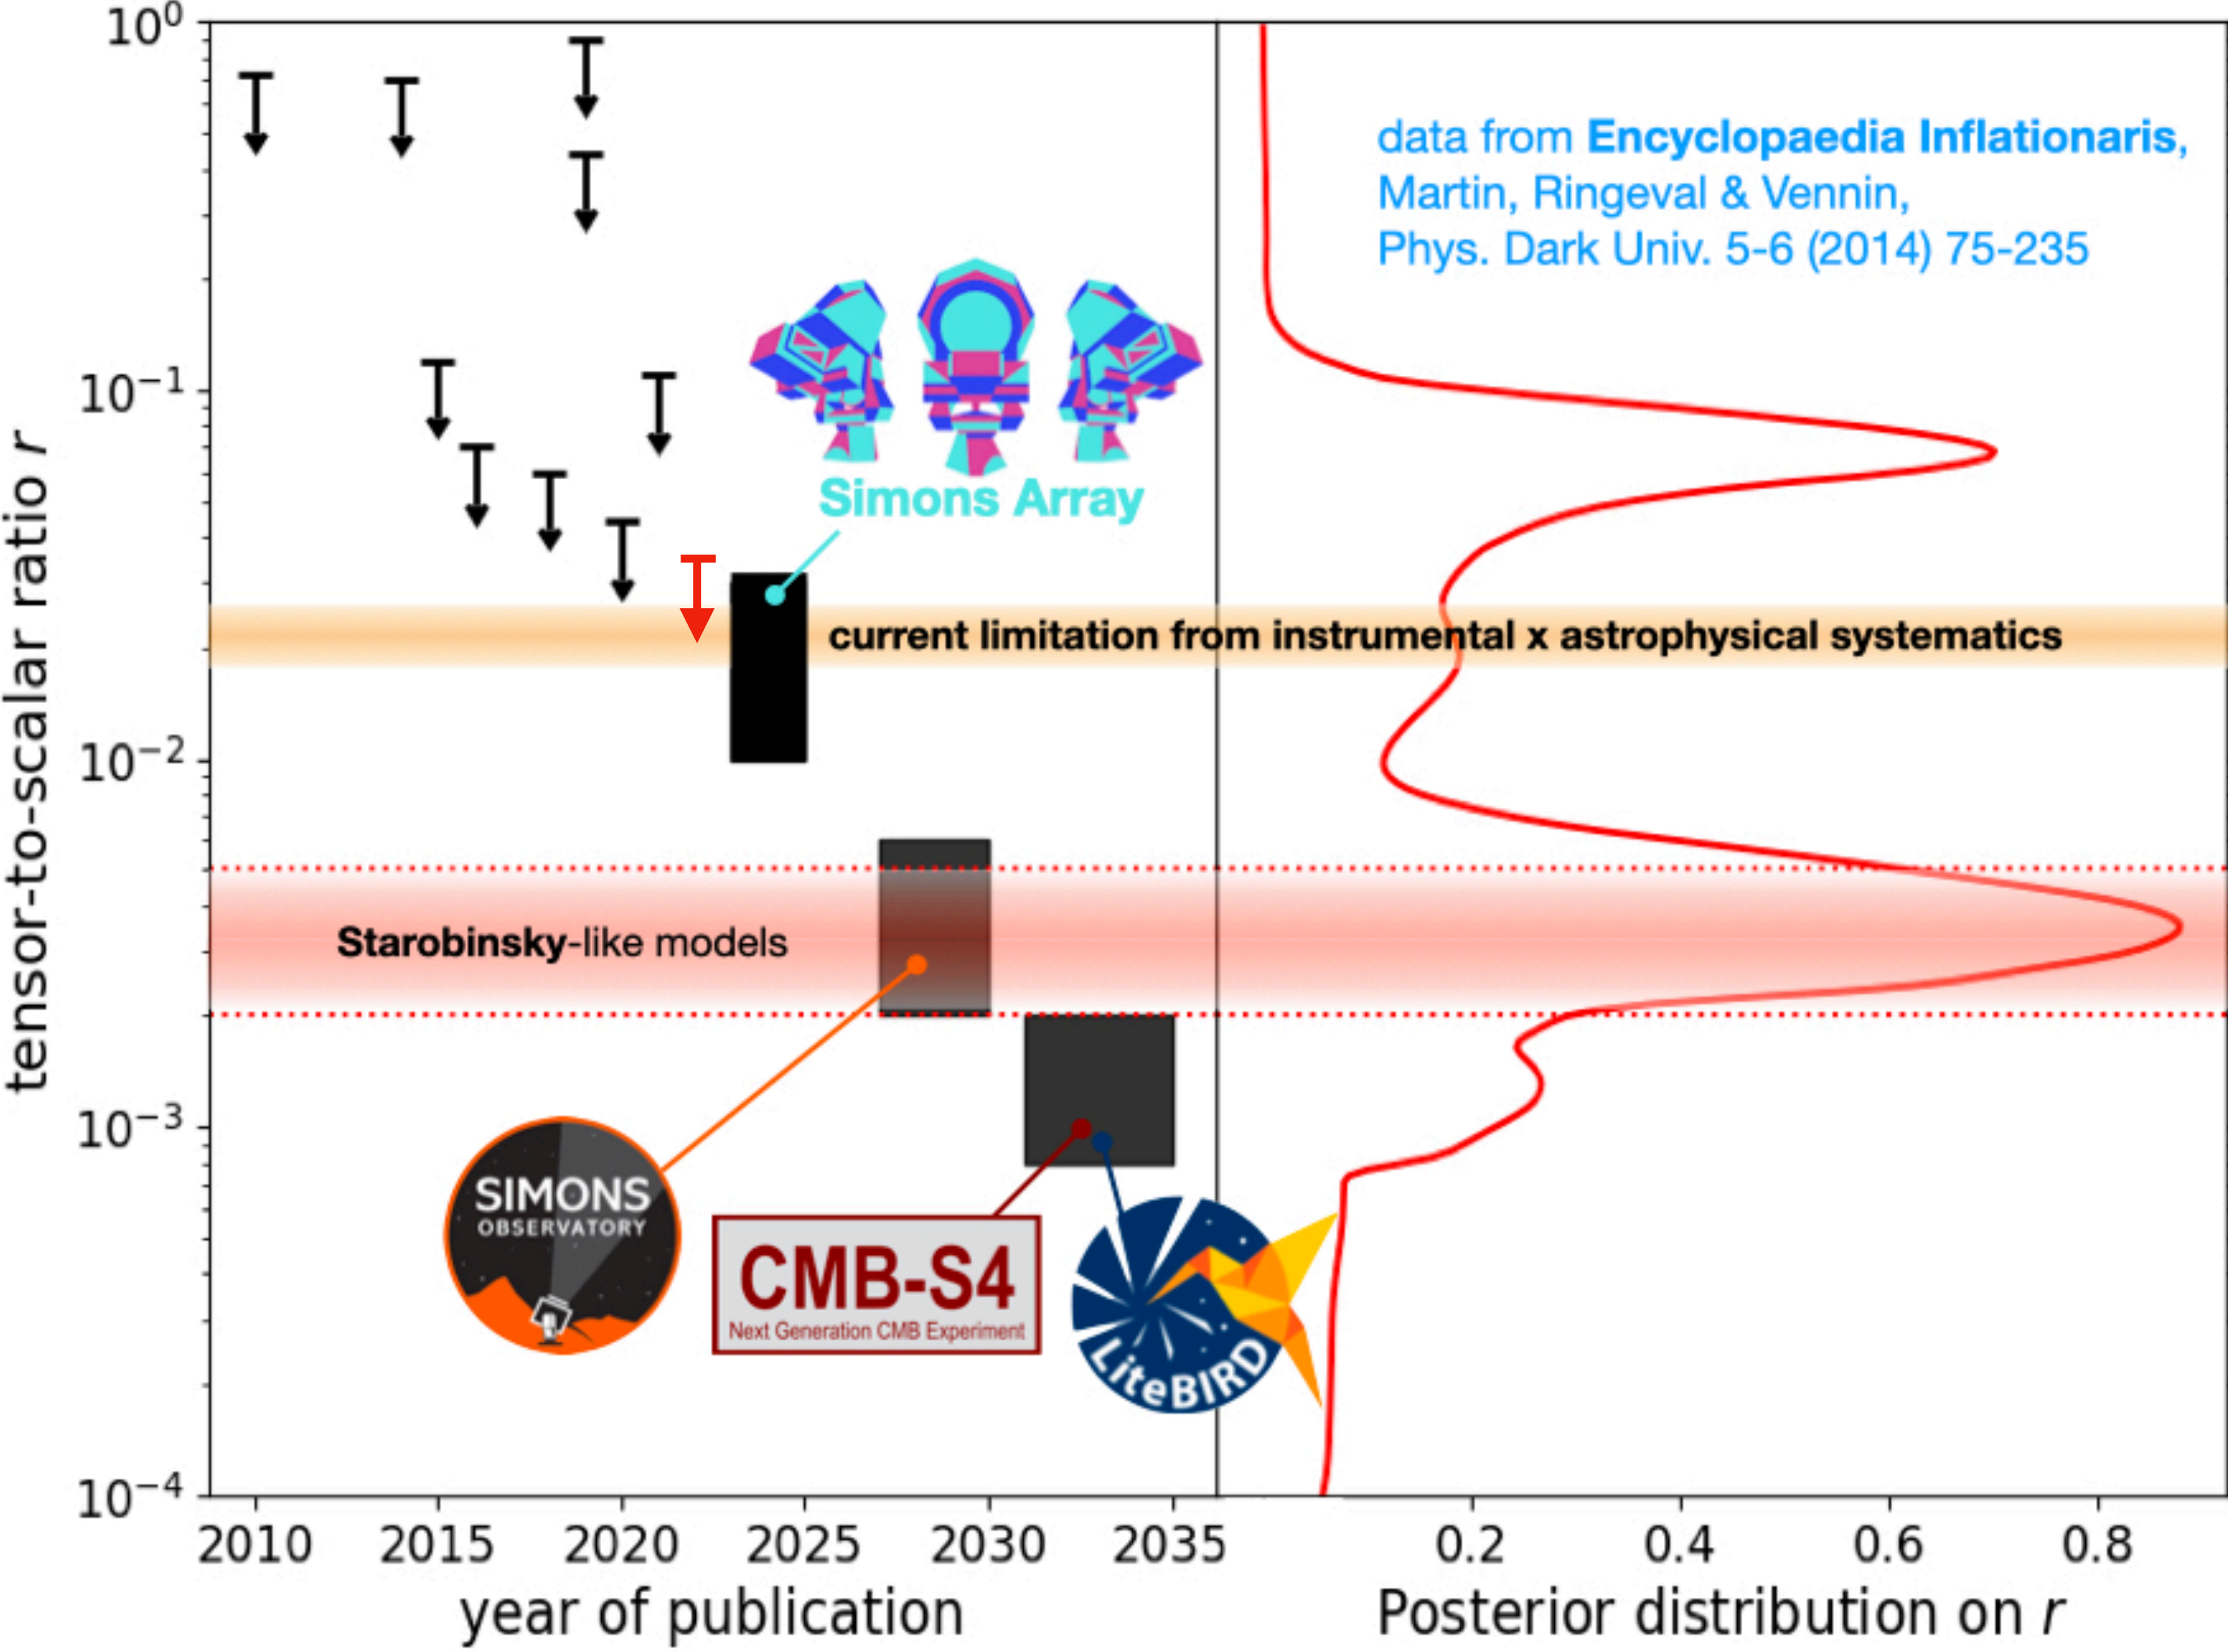 10⁰
10⁻¹
10⁻²
10⁻³
10⁻⁴
tensor-to-scalar ratio r
data from Encyclopaedia Inflationaris,
Martin, Ringeval & Vennin,
Phys. Dark Univ. 5-6 (2014) 75-235
Simons Array
current limitation from instrumental x astrophysical systematics
Starobinsky-like models
SIMONS
OBSERVATORY
CMB-S4
Next Generation CMB Experiment
LiteBIRD
2010 2015 2020 2025 2030 2035
0.2 0.4 0.6 0.8
year of publication
Posterior distribution on r